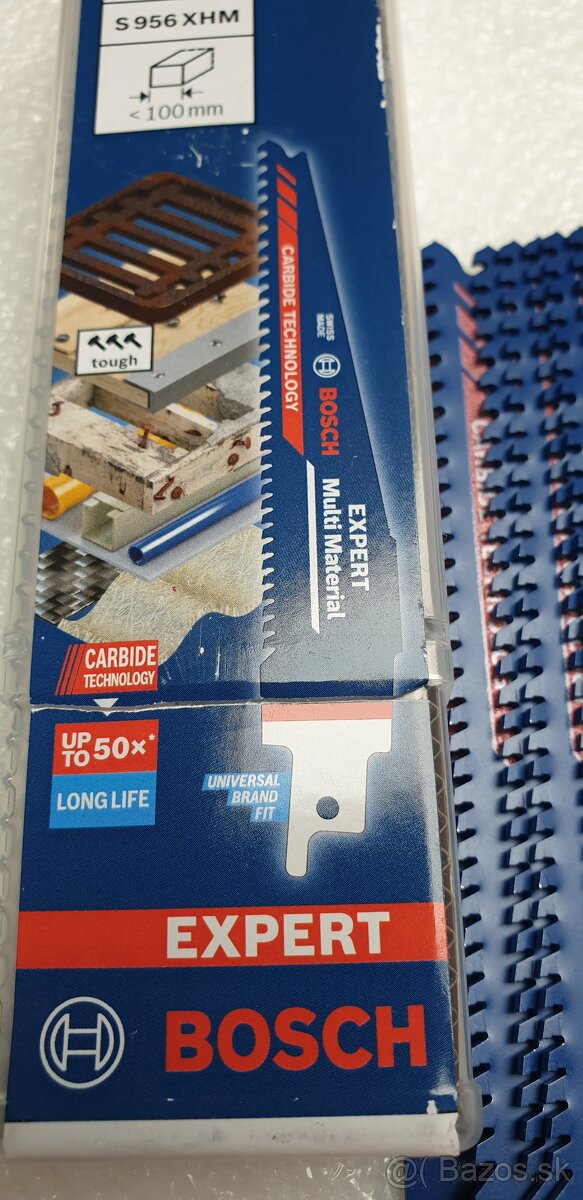 S 956 XHM
< 100 mm
CARBIDE TECHNOLOGY
SWISS
MADE
BOSCH
EXPERT
Multi Material
tough
CARBIDE
TECHNOLOGY
UP TO 50×*
LONG LIFE
UNIVERSAL
BRAND
FIT
EXPERT
BOSCH
@ Bazos.sk